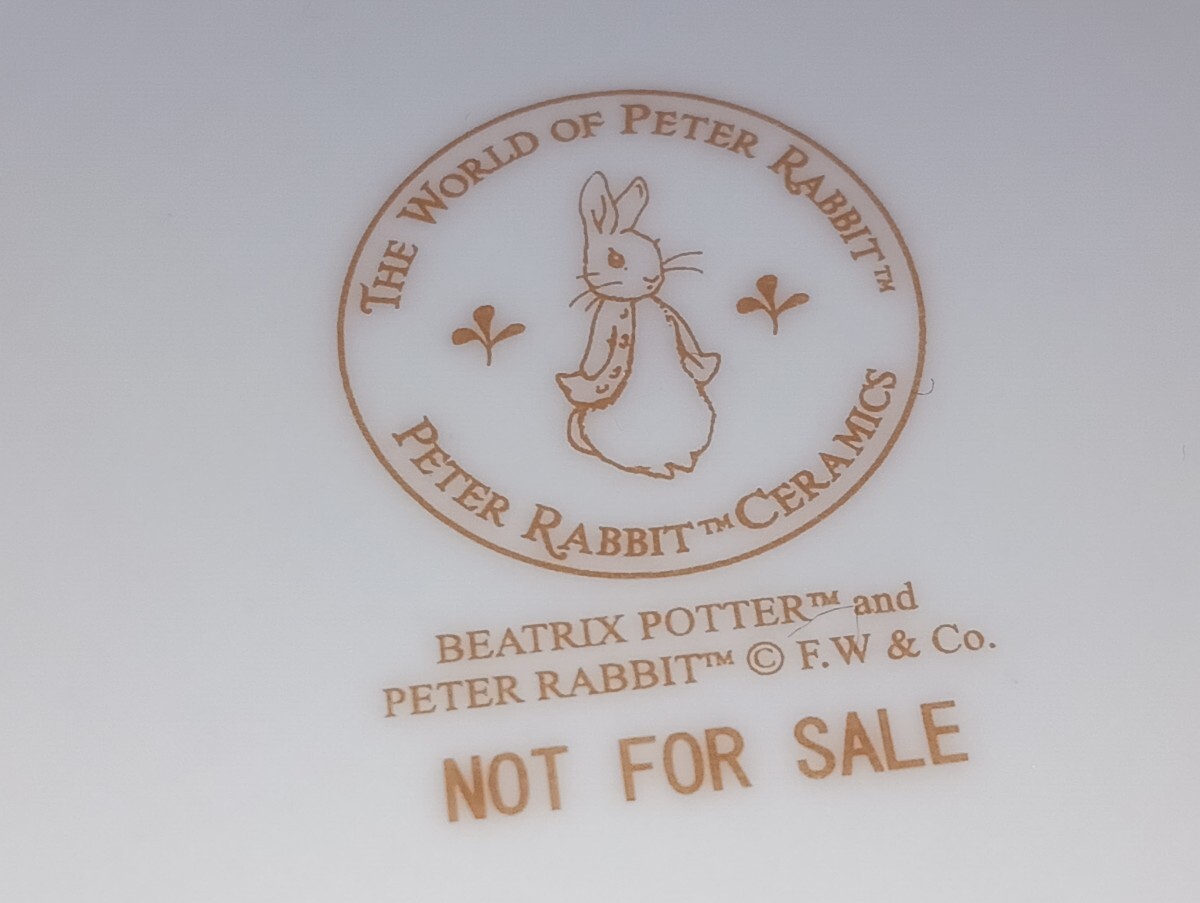 THE WORLD OF PETER RABBIT™
PETER RABBIT™ CERAMICS
BEATRIX POTTER™ and
PETER RABBIT™ © F.W & Co.
NOT FOR SALE